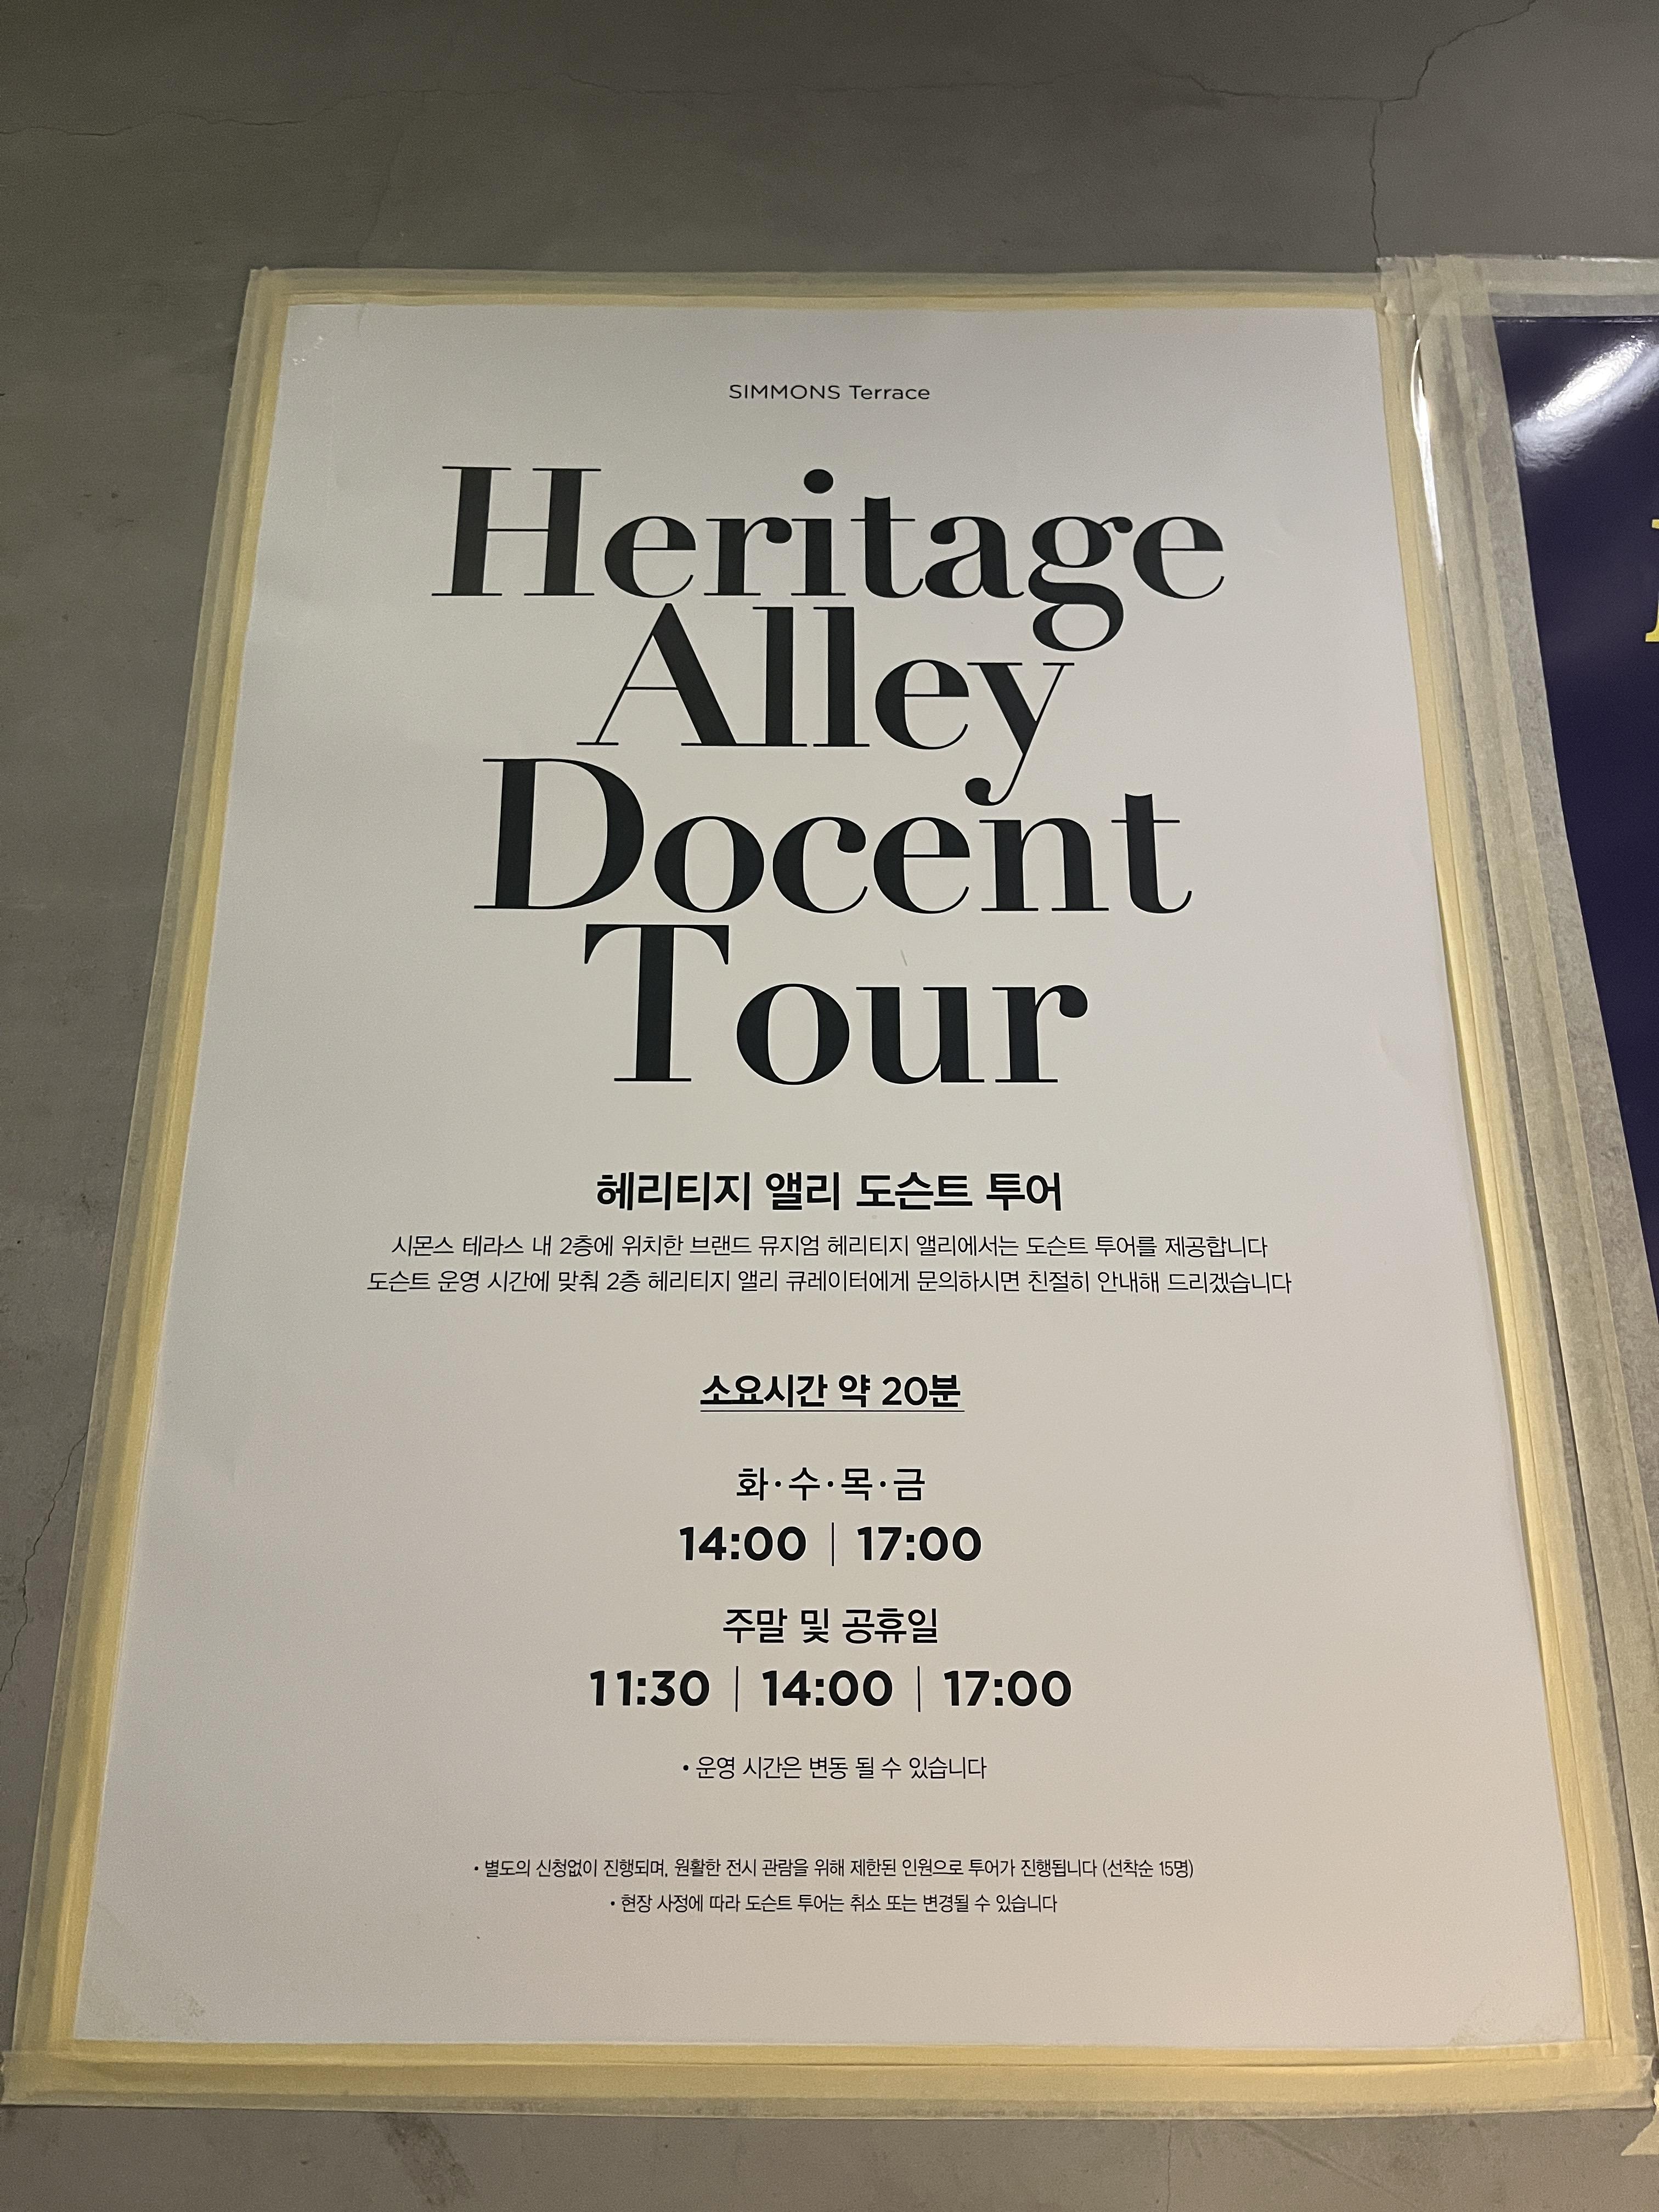 SIMMONS Terrace
Heritage
Alley
Docent
Tour
헤리티지 앨리 도슨트 투어
시몬스 테라스 내 2층에 위치한 브랜드 뮤지엄 헤리티지 앨리에서는 도슨트 투어를 제공합니다
도슨트 운영 시간에 맞춰 2층 헤리티지 앨리 큐레이터에게 문의하시면 친절히 안내해 드리겠습니다
소요시간 약 20분
화·수·목·금
14:00 | 17:00
주말 및 공휴일
11:30 | 14:00 | 17:00
• 운영 시간은 변동 될 수 있습니다
• 별도의 신청없이 진행되며, 원활한 전시 관람을 위해 제한된 인원으로 투어가 진행됩니다 (선착순 15명)
• 현장 사정에 따라 도슨트 투어는 취소 또는 변경될 수 있습니다